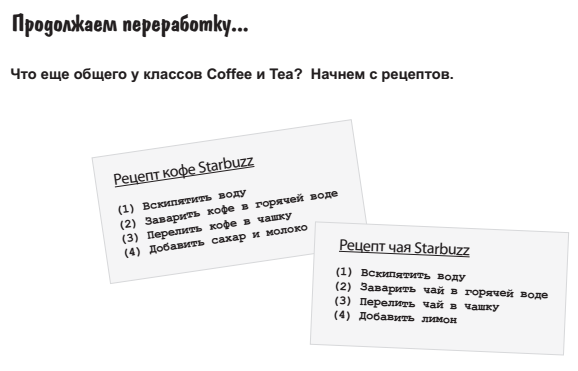 Продолжаем переработку...
Что еще общего у классов Coffee и Tea? Начнем с рецептов.
Рецепт кофе Starbuzz
(1) Вскипятить воду
(2) Заварить кофе в горячей воде
(3) Перелить кофе в чашку
(4) Добавить сахар и молоко
Рецепт чая Starbuzz
(1) Вскипятить воду
(2) Заварить чай в горячей воде
(3) Перелить чай в чашку
(4) Добавить лимон